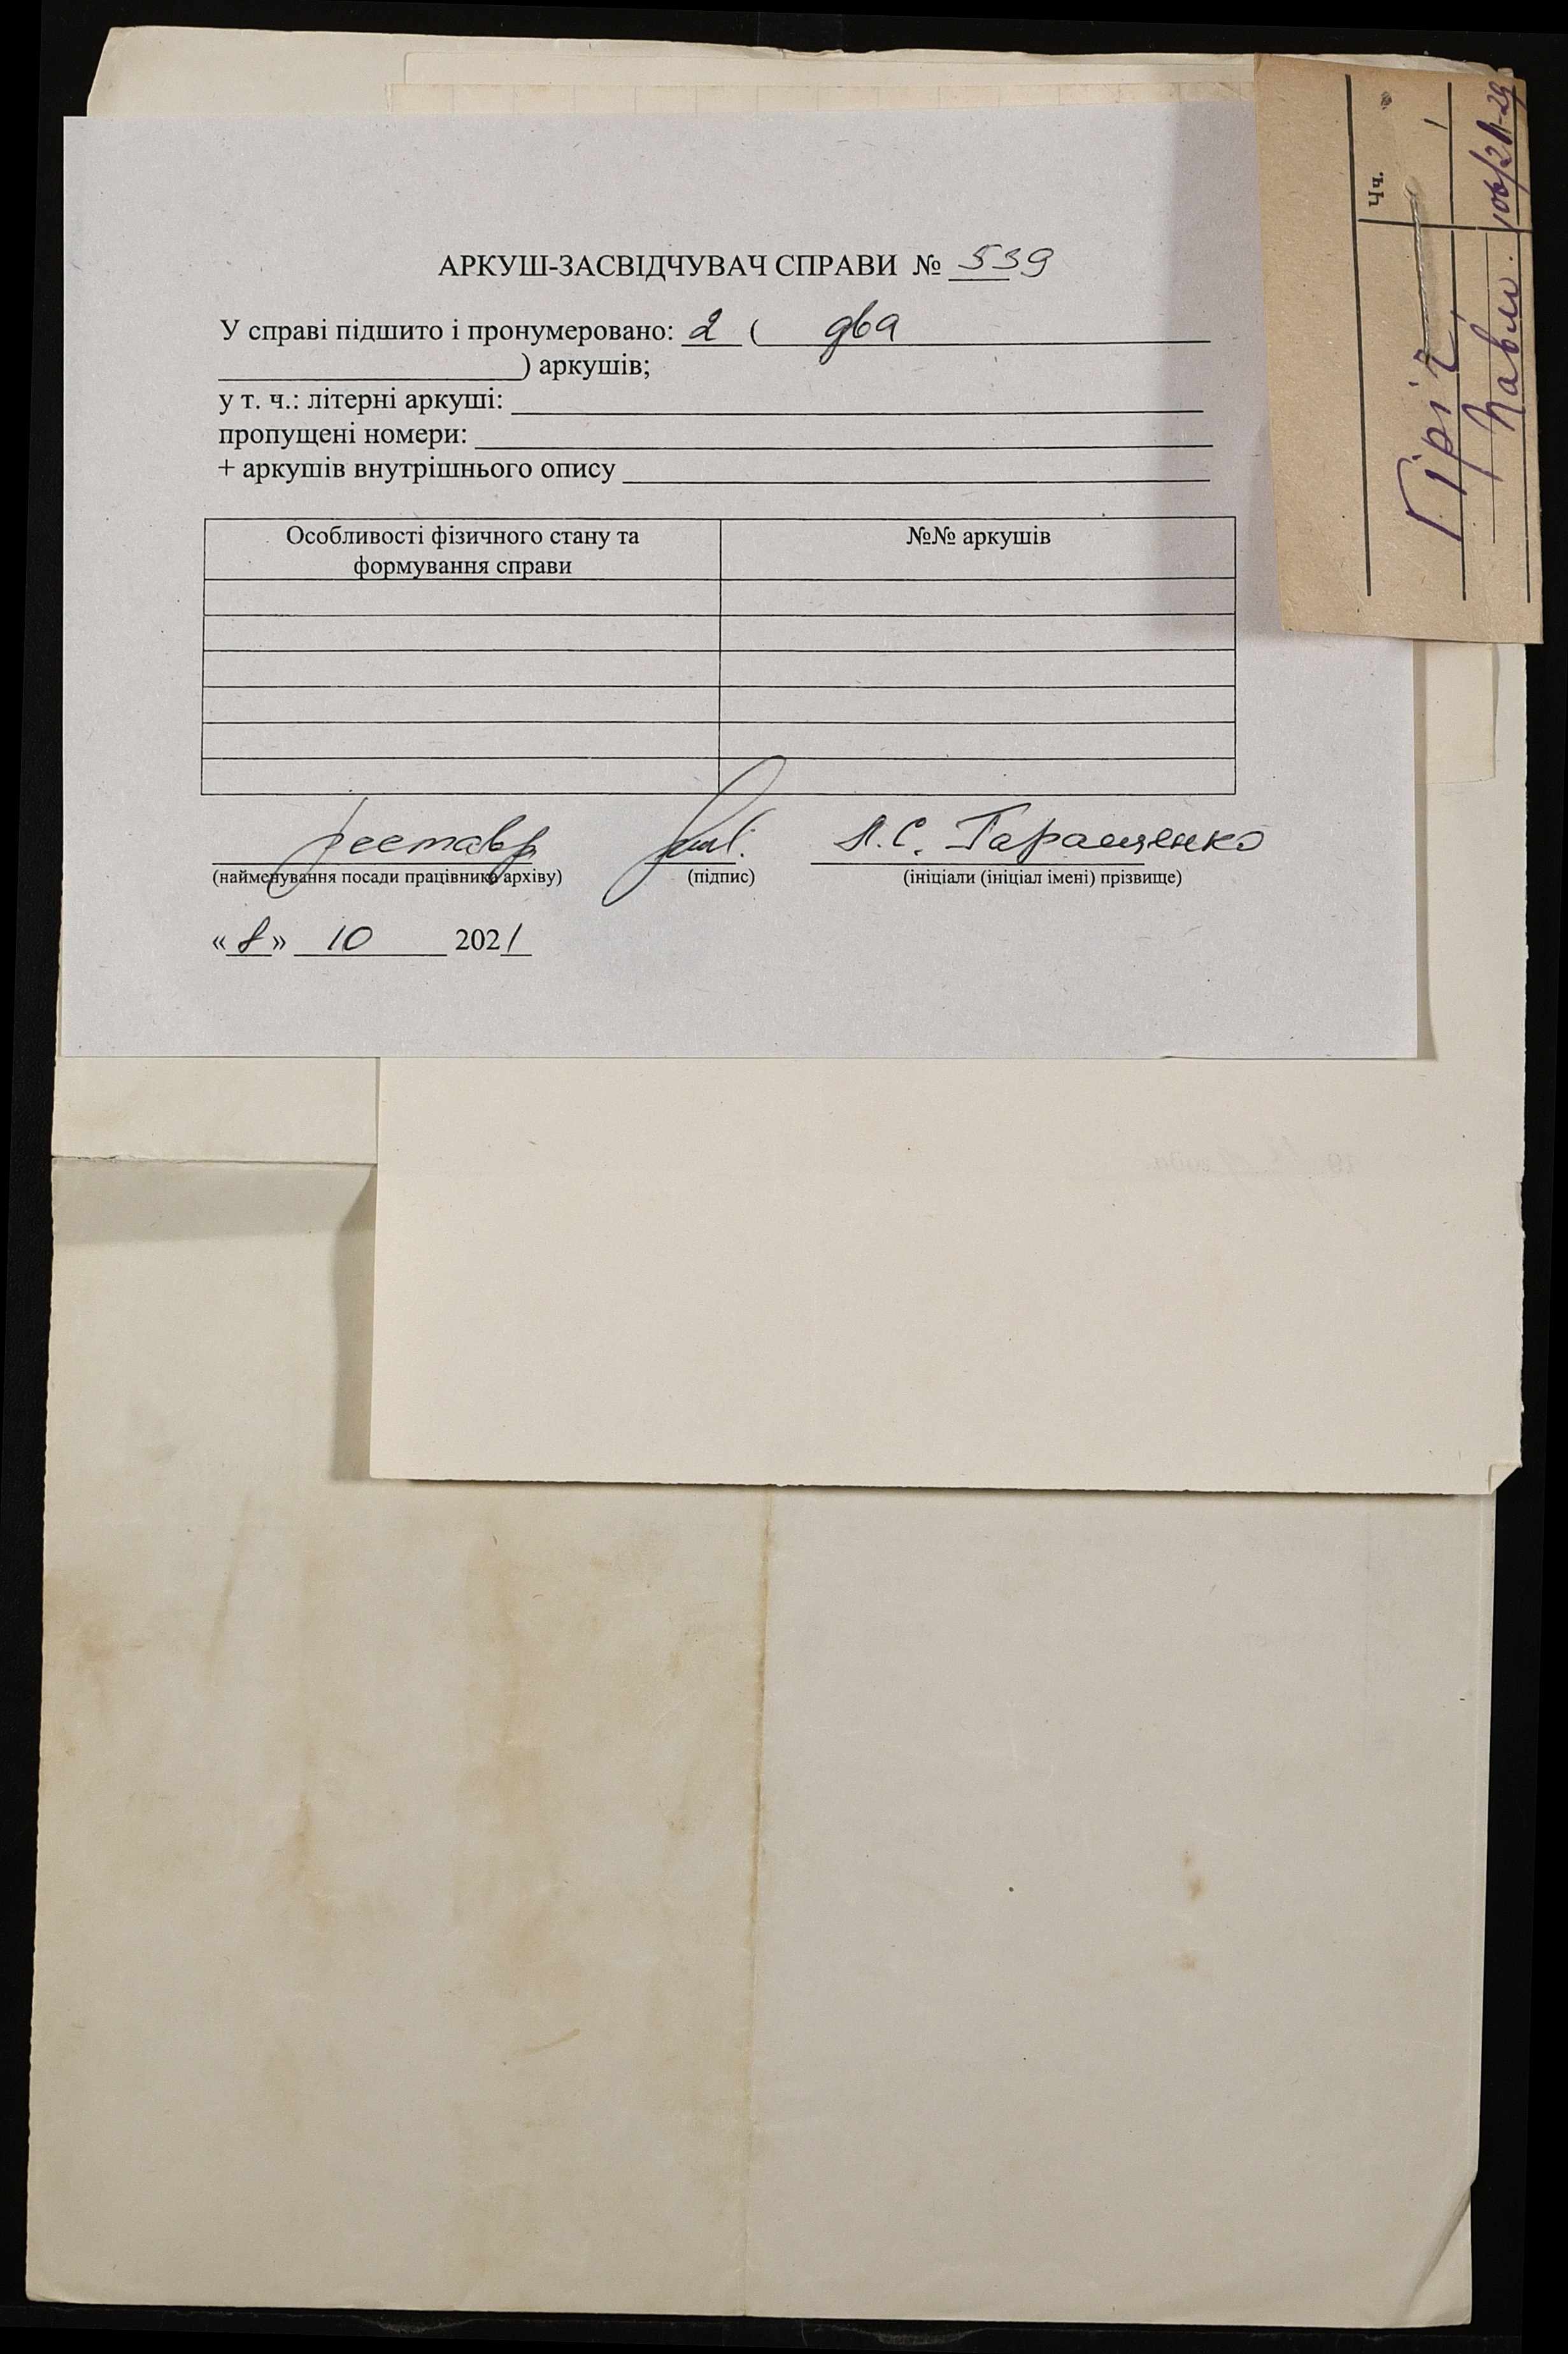 АРКУШ-ЗАСВІДЧУВАЧ СПРАВИ № 539
У справі підшито і пронумеровано: 2 ( два
) аркушів;
у т. ч.: літерні аркуші:
пропущені номери:
+ аркушів внутрішнього опису
Особливості фізичного стану та
формування справи
№№ аркушів
реставр
(найменування посади працівника архіву)
(підпис)
(ініціали (ініціал імені) прізвище)
«8» 10 2021
Чч.
Гіріч
Павло.